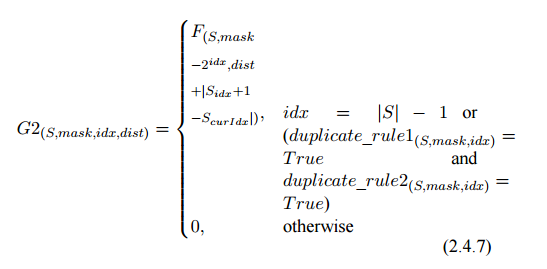 F(S,mask
−2^idx,dist
+|S_idx+1
−S_curIdx|), idx = |S| − 1 or
G2(S,mask,idx,dist) = { (duplicate_rule1(S,mask,idx) =
True and
duplicate_rule2(S,mask,idx) =
True)
0, otherwise
(2.4.7)